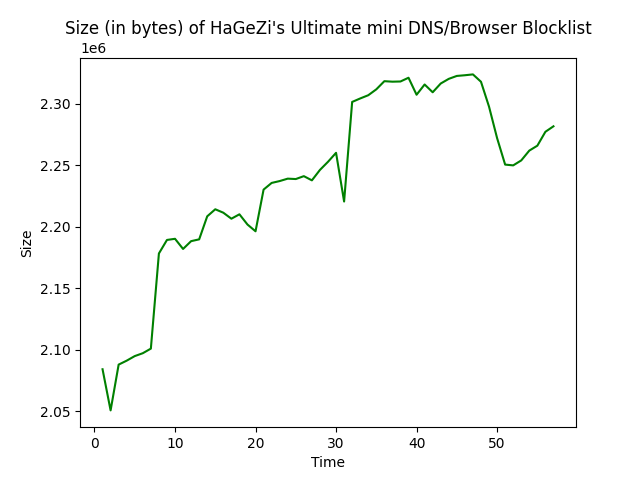 Size (in bytes) of HaGeZi's Ultimate mini DNS/Browser Blocklist
1e6
2.30
2.25
2.20
2.15
2.10
2.05
Size
0 10 20 30 40 50
Time